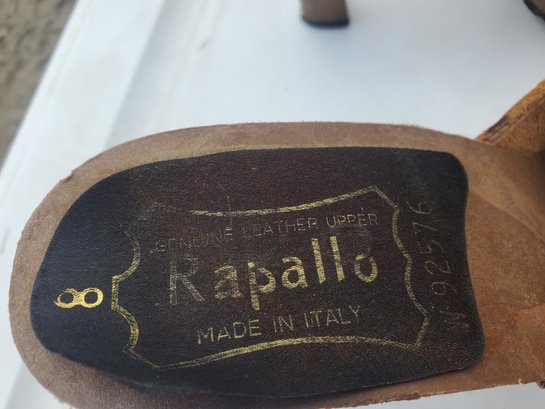 GENUINE LEATHER UPPER
Rapallo
MADE IN ITALY
8
W 92576